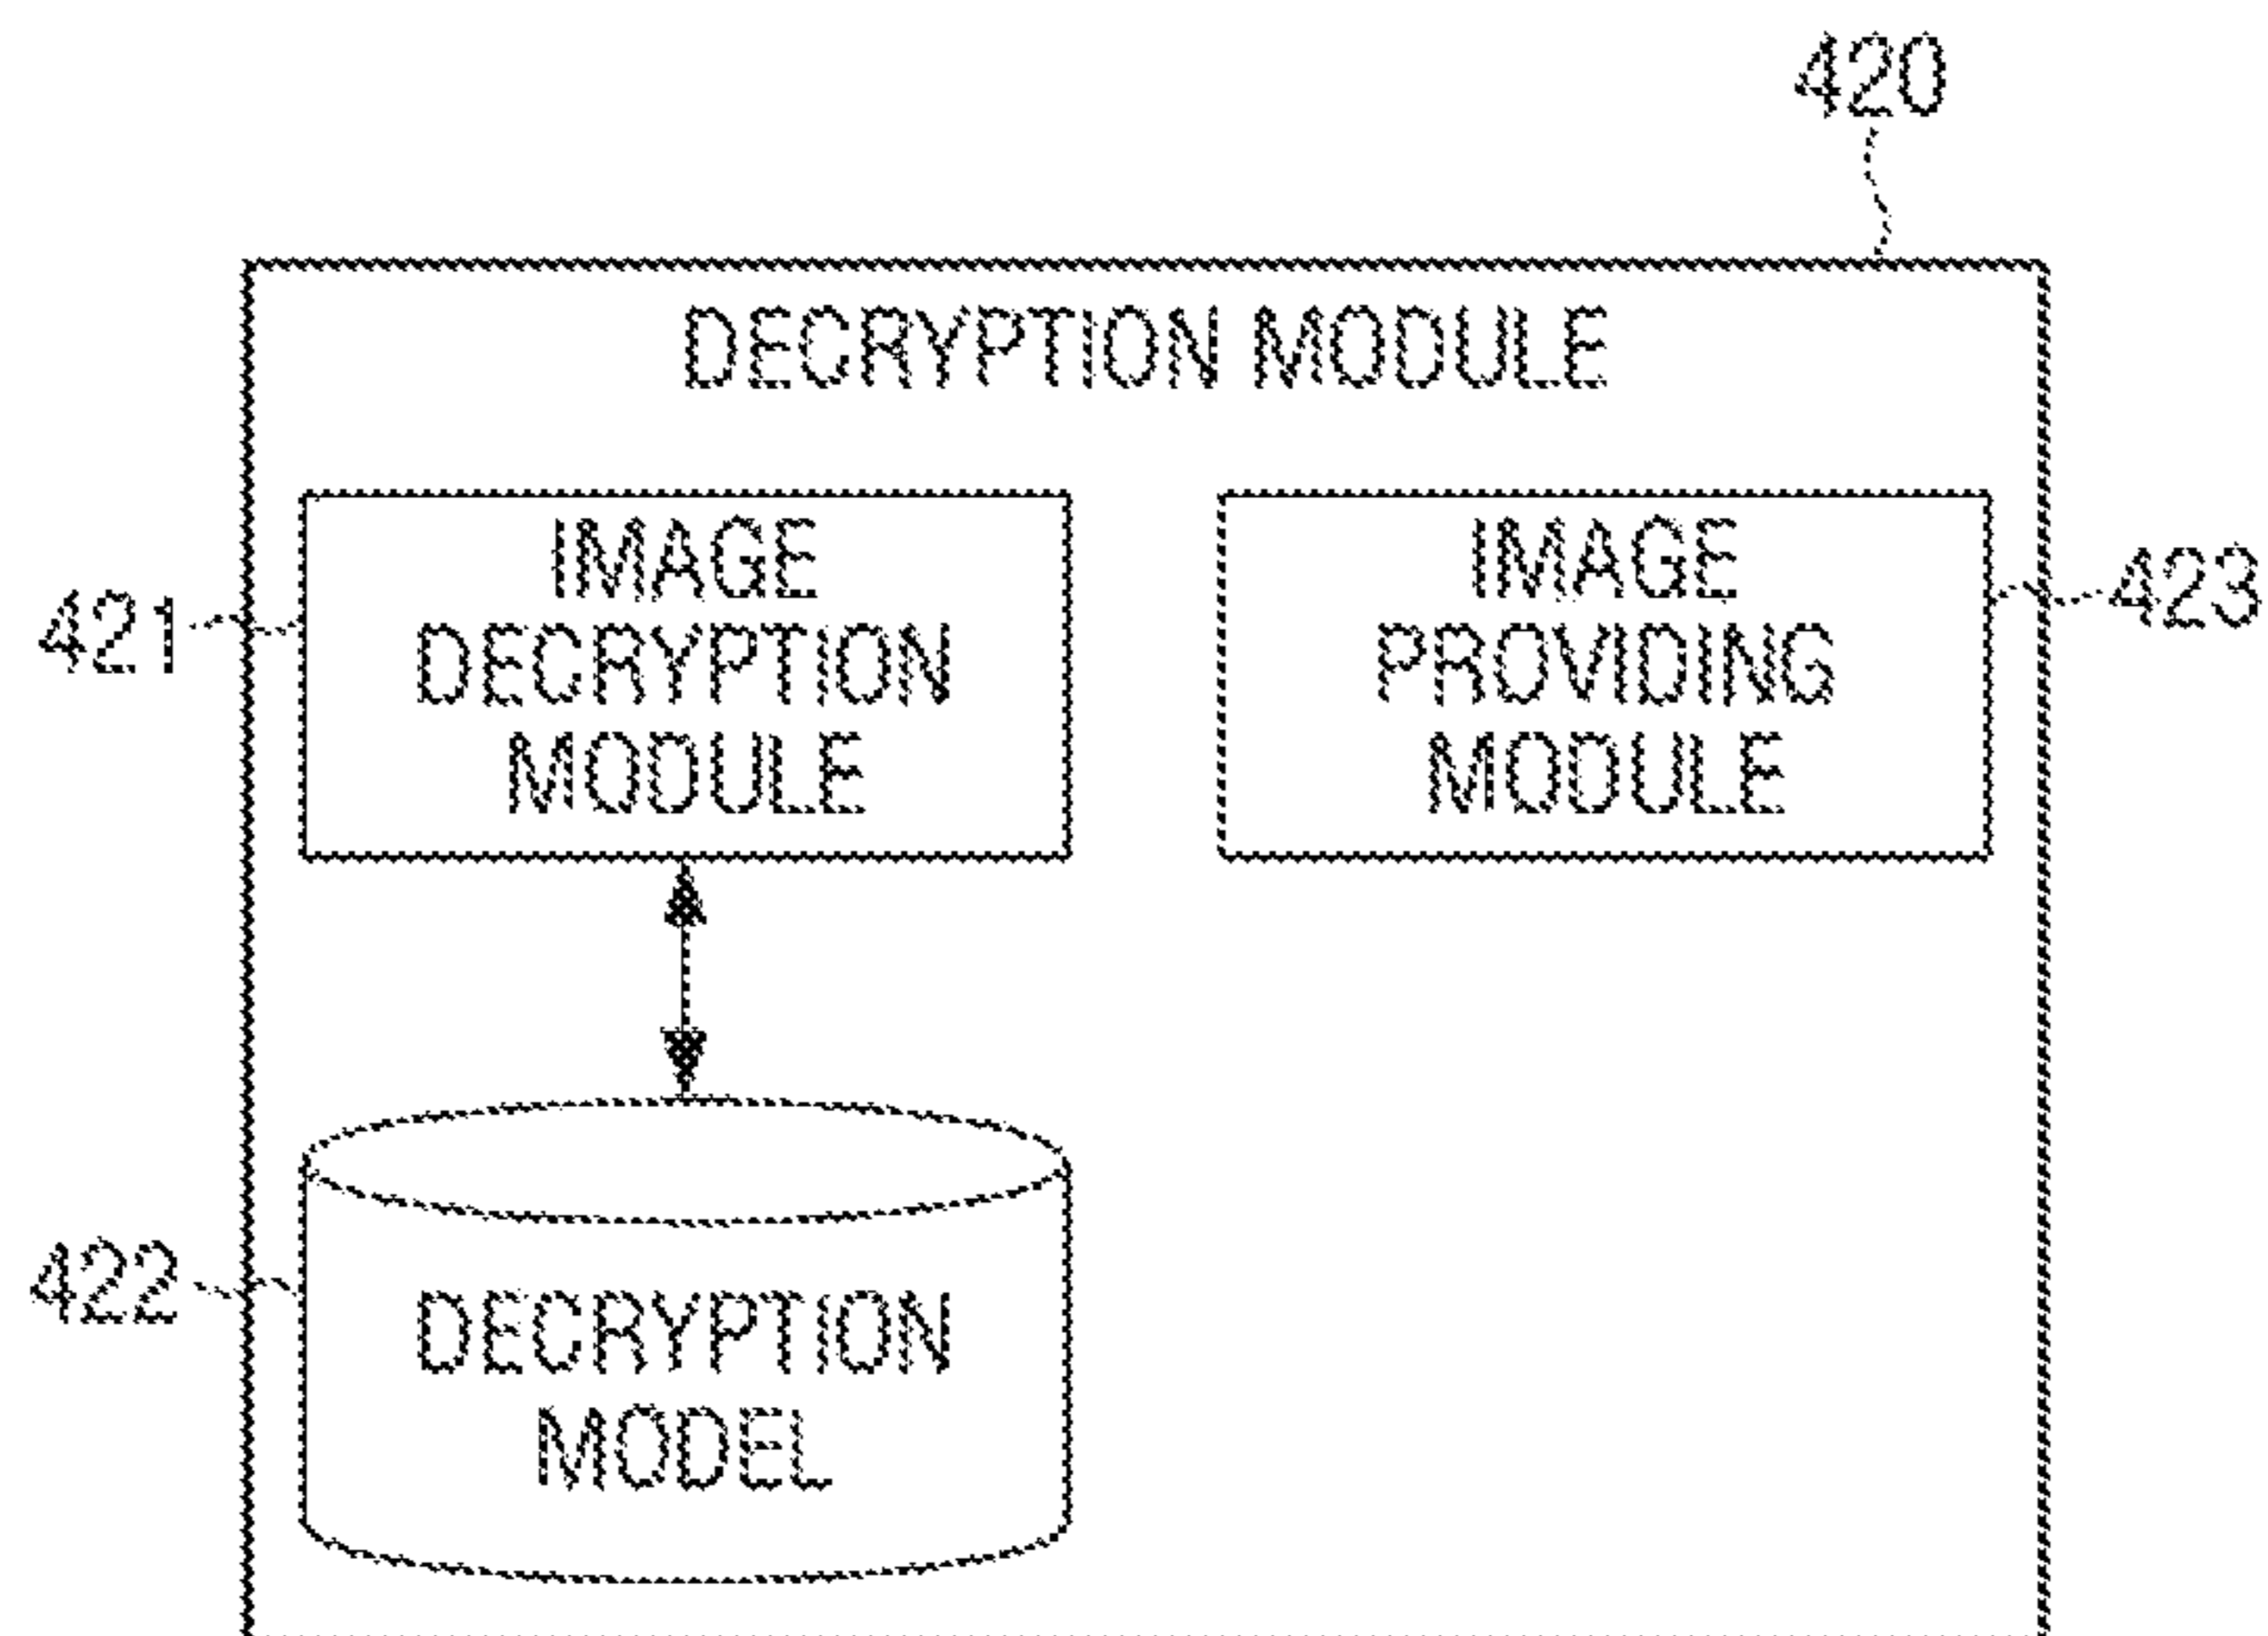 420
DECRYPTION MODULE
IMAGE
DECRYPTION
MODULE
421
IMAGE
PROVIDING
MODULE
423
422
DECRYPTION
MODEL